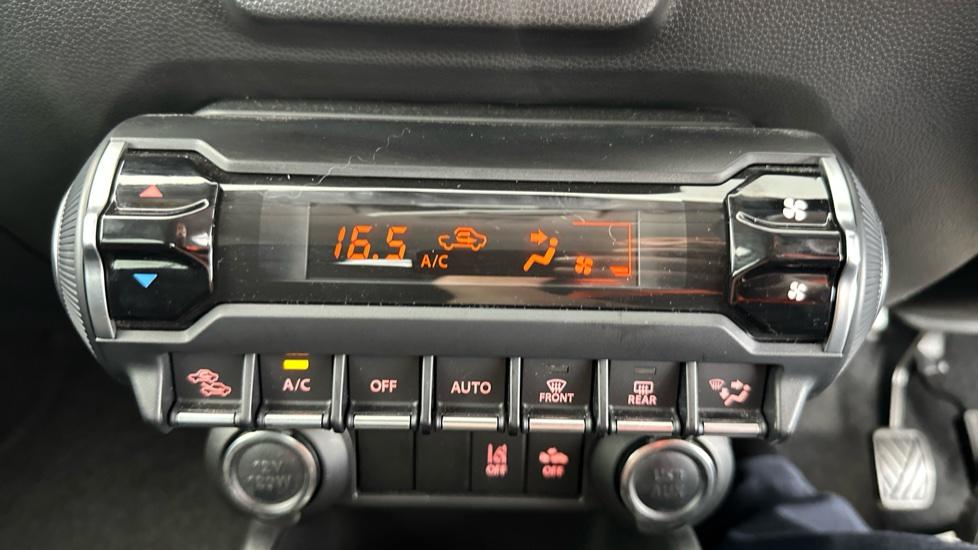 16.5
A/C
A/C
OFF
AUTO
FRONT
REAR
OFF
OFF
12V
120W
USB
AUX